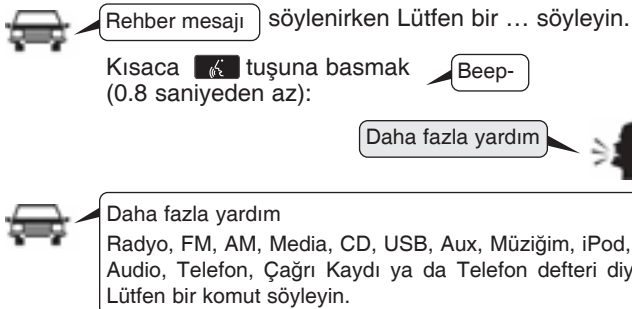 Rehber mesajı söylenirken Lütfen bir … söyleyin.
Kısaca tuşuna basmak Beep-
(0.8 saniyeden az):
Daha fazla yardım
Daha fazla yardım
Radyo, FM, AM, Media, CD, USB, Aux, Müziğim, iPod,
Audio, Telefon, Çağrı Kaydı ya da Telefon defteri diy
Lütfen bir komut söyleyin.